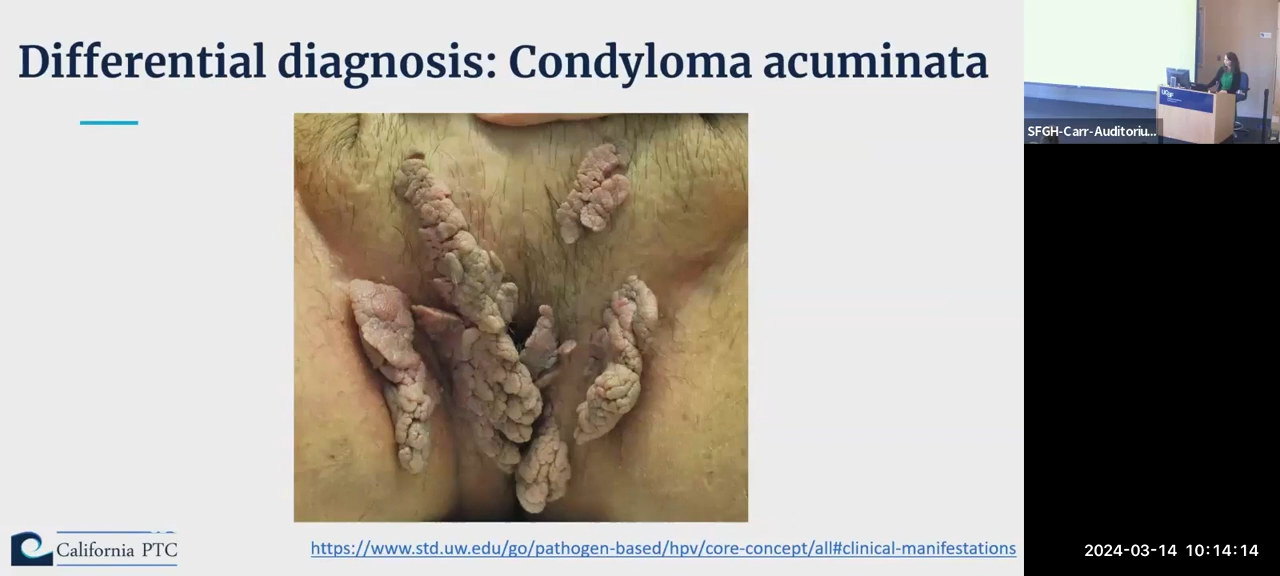 Differential diagnosis: Condyloma acuminata
SFGH-Carr-Auditoriu...
UCSF
California PTC
https://www.std.uw.edu/go/pathogen-based/hpv/core-concept/all#clinical-manifestations
2024-03-14 10:14:14